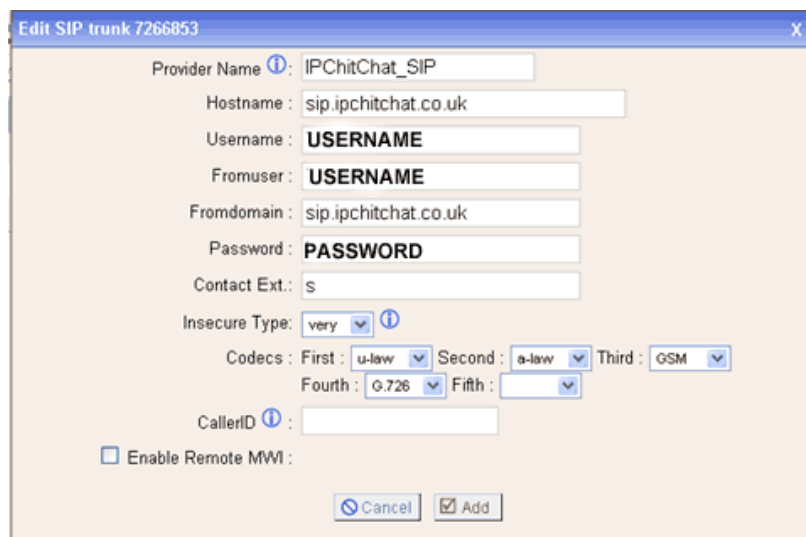 Edit SIP trunk 7266853 X
Provider Name : IPChitChat_SIP
Hostname : sip.ipchitchat.co.uk
Username : USERNAME
Fromuser : USERNAME
Fromdomain : sip.ipchitchat.co.uk
Password : PASSWORD
Contact Ext.: s
Insecure Type: very
Codecs : First : u-law Second : a-law Third : GSM
Fourth : G.726 Fifth :
CallerID :
Enable Remote MWI :
Cancel Add